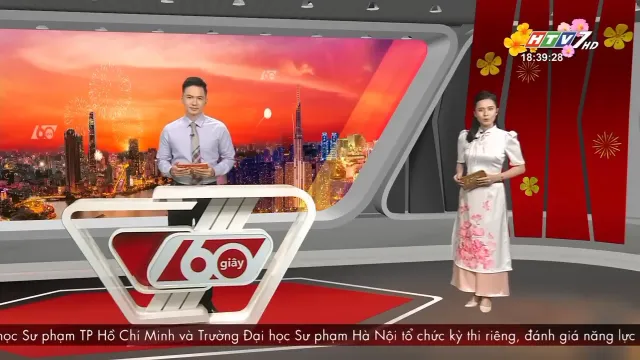 HTV7 HD
18:39:28
60
60
giây
học Sư phạm TP Hồ Chí Minh và Trường Đại học Sư phạm Hà Nội tổ chức kỳ thi riêng, đánh giá năng lực